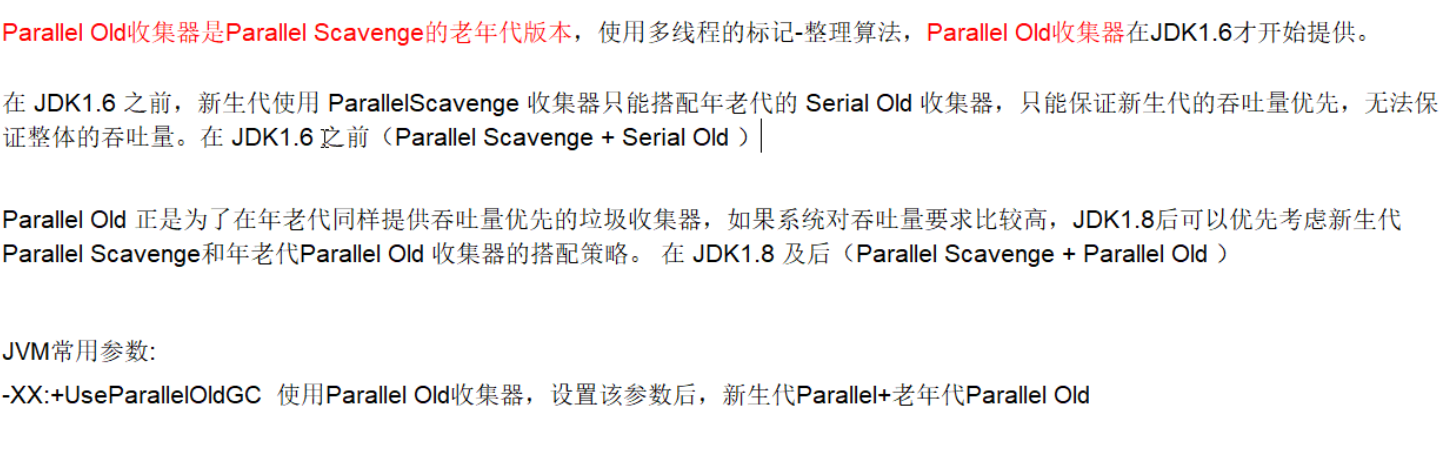 Parallel Old收集器是Parallel Scavenge的老年代版本，使用多线程的标记-整理算法，Parallel Old收集器在JDK1.6才开始提供。
在 JDK1.6 之前，新生代使用 ParallelScavenge 收集器只能搭配年老代的 Serial Old 收集器，只能保证新生代的吞吐量优先，无法保
证整体的吞吐量。在 JDK1.6 之前（Parallel Scavenge + Serial Old ）
Parallel Old 正是为了在年老代同样提供吞吐量优先的垃圾收集器，如果系统对吞吐量要求比较高，JDK1.8后可以优先考虑新生代
Parallel Scavenge和年老代Parallel Old 收集器的搭配策略。 在 JDK1.8 及后（Parallel Scavenge + Parallel Old ）
JVM常用参数:
-XX:+UseParallelOldGC 使用Parallel Old收集器，设置该参数后，新生代Parallel+老年代Parallel Old